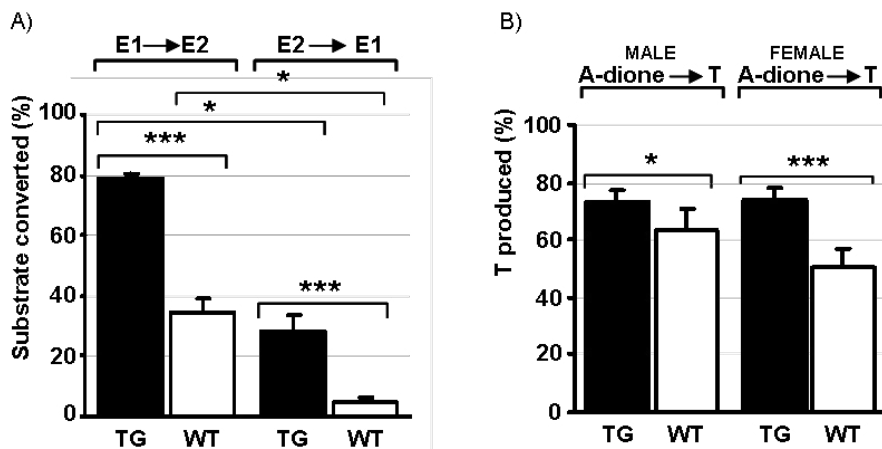 A)
E1→E2 E2→E1
*
*
***
***
Substrate converted (%)
100
80
60
40
20
0
TG WT TG WT
B)
MALE FEMALE
A-dione→T A-dione→T
* ***
T produced (%)
100
80
60
40
20
0
TG WT TG WT